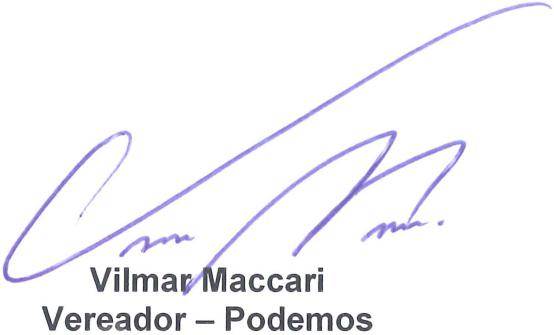 Vilmar Maccari
Vereador – Podemos